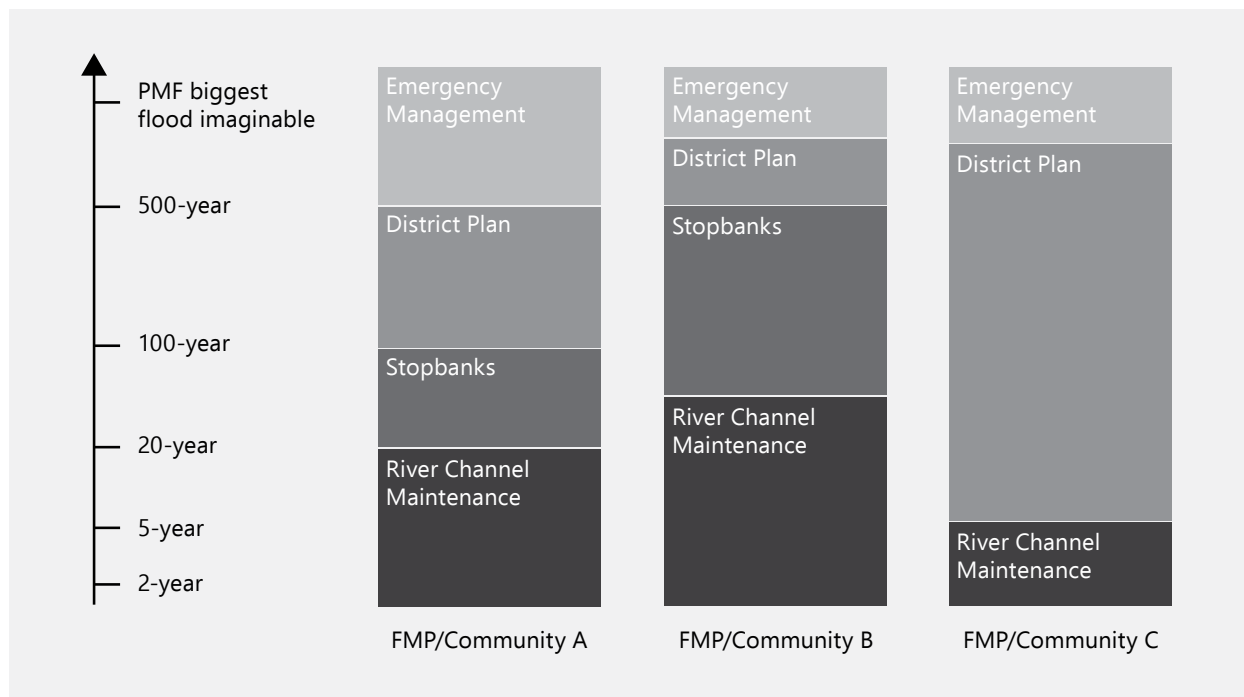 PMF biggest
flood imaginable
500-year
100-year
20-year
5-year
2-year
Emergency
Management
District Plan
Stopbanks
River Channel
Maintenance
FMP/Community A
Emergency
Management
District Plan
Stopbanks
River Channel
Maintenance
FMP/Community B
Emergency
Management
District Plan
River Channel
Maintenance
FMP/Community C